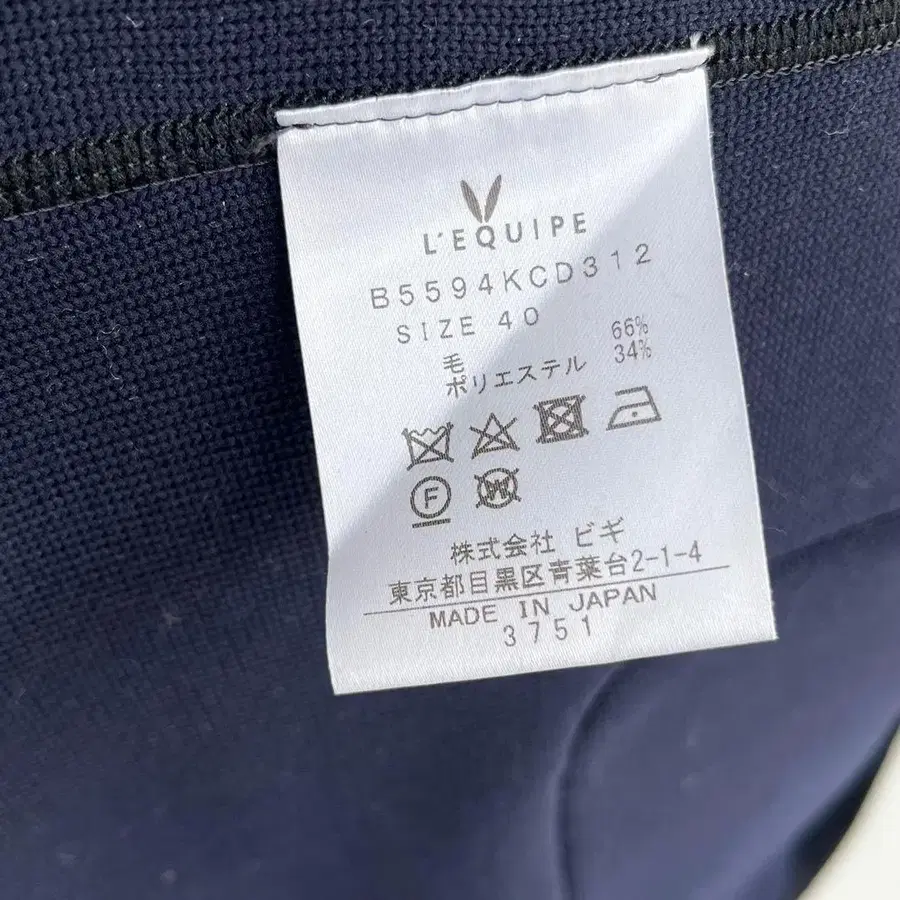 L'EQUIPE
B5594KCD312
SIZE 40
毛 66%
ポリエステル 34%
F
W
株式会社 ビギ
東京都目黒区青葉台2-1-4
MADE IN JAPAN
3751